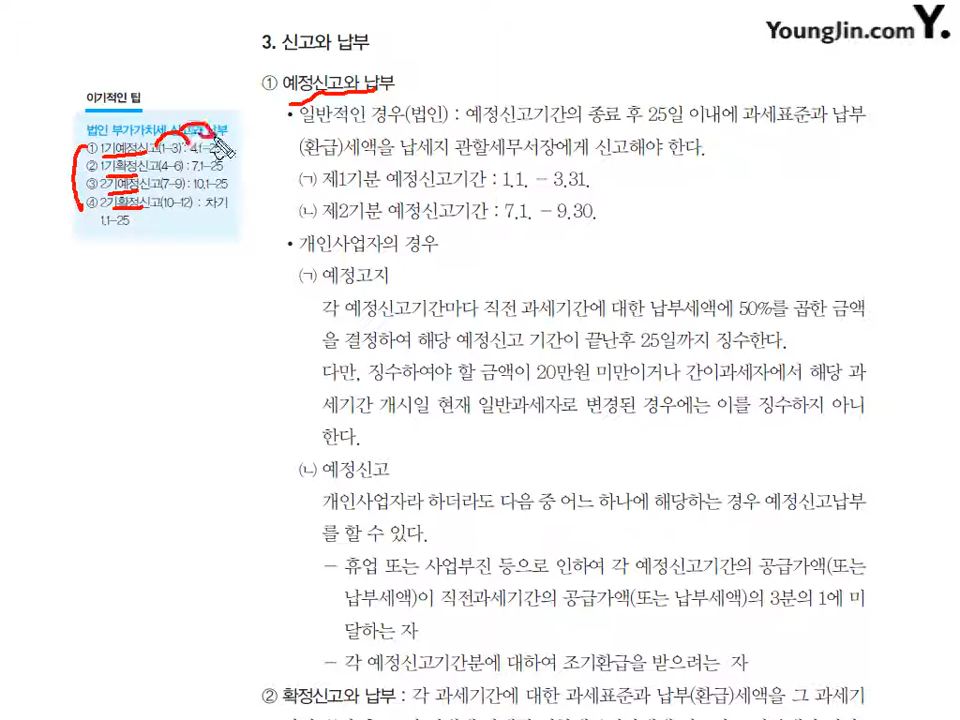 YoungJin.com Y.
3. 신고와 납부
① 예정신고와 납부
• 일반적인 경우(법인) : 예정신고기간의 종료 후 25일 이내에 과세표준과 납부
(환급)세액을 납세지 관할세무서장에게 신고해야 한다.
㈀ 제1기분 예정신고기간 : 1.1. – 3.31.
㈁ 제2기분 예정신고기간 : 7.1. – 9.30.
• 개인사업자의 경우
㈀ 예정고지
각 예정신고기간마다 직전 과세기간에 대한 납부세액에 50%를 곱한 금액
을 결정하여 해당 예정신고 기간이 끝난후 25일까지 징수한다.
다만, 징수하여야 할 금액이 20만원 미만이거나 간이과세자에서 해당 과
세기간 개시일 현재 일반과세자로 변경된 경우에는 이를 징수하지 아니
한다.
㈁ 예정신고
개인사업자라 하더라도 다음 중 어느 하나에 해당하는 경우 예정신고납부
를 할 수 있다.
– 휴업 또는 사업부진 등으로 인하여 각 예정신고기간의 공급가액(또는
납부세액)이 직전과세기간의 공급가액(또는 납부세액)의 3분의 1에 미
달하는 자
– 각 예정신고기간분에 대하여 조기환급을 받으려는 자
② 확정신고와 납부 : 각 과세기간에 대한 과세표준과 납부(환급)세액을 그 과세기
이기적인 팁
법인 부가가치세 신고와 납부
① 1기예정신고(1–3) : 4.1–25
② 1기확정신고(4–6) : 7.1–25
③ 2기예정신고(7–9) : 10.1–25
④ 2기확정신고(10–12) : 차기
1.1–25